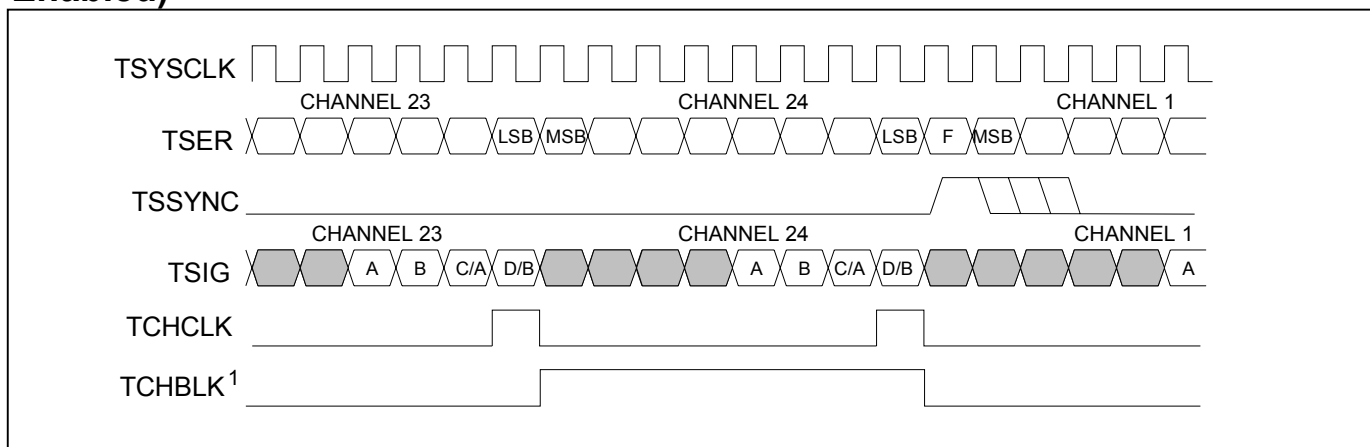 Enabled)
TSYSCLK
CHANNEL 23 CHANNEL 24 CHANNEL 1
TSER LSB MSB LSB F MSB
TSSYNC
CHANNEL 23 CHANNEL 24 CHANNEL 1
TSIG A B C/A D/B A B C/A D/B A
TCHCLK
TCHBLK1